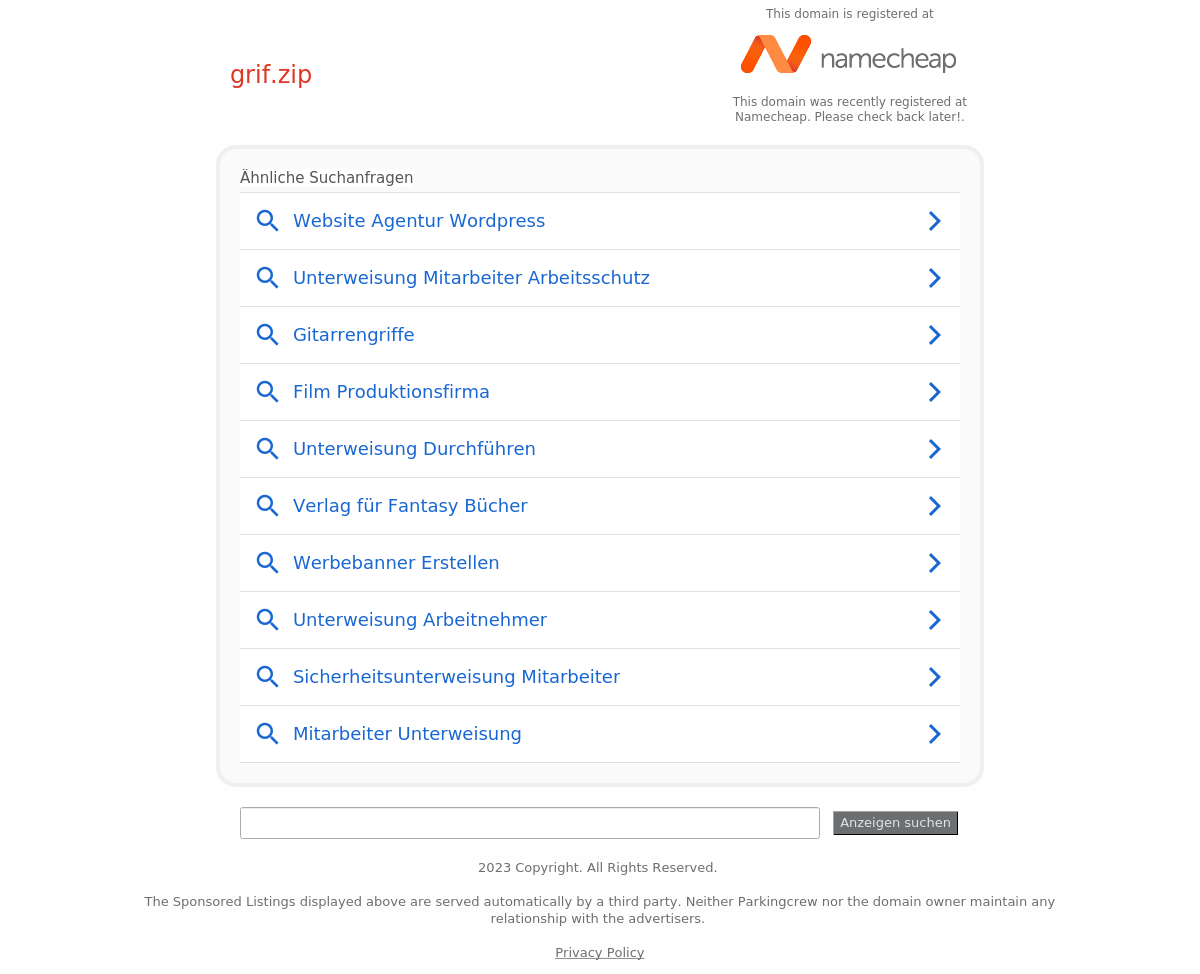 This domain is registered at
namecheap
grif.zip
This domain was recently registered at
Namecheap. Please check back later!.
Ähnliche Suchanfragen
Website Agentur Wordpress
Unterweisung Mitarbeiter Arbeitsschutz
Gitarrengriffe
Film Produktionsfirma
Unterweisung Durchführen
Verlag für Fantasy Bücher
Werbebanner Erstellen
Unterweisung Arbeitnehmer
Sicherheitsunterweisung Mitarbeiter
Mitarbeiter Unterweisung
Anzeigen suchen
2023 Copyright. All Rights Reserved.
The Sponsored Listings displayed above are served automatically by a third party. Neither Parkingcrew nor the domain owner maintain any
relationship with the advertisers.
Privacy Policy